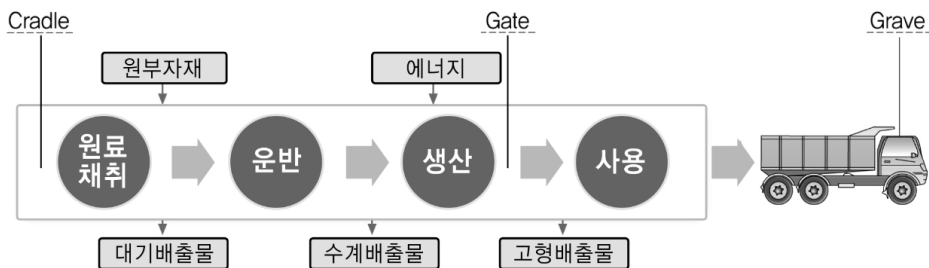 Cradle
Gate
Grave
원부자재
에너지
원료
채취
운반
생산
사용
대기배출물
수계배출물
고형배출물